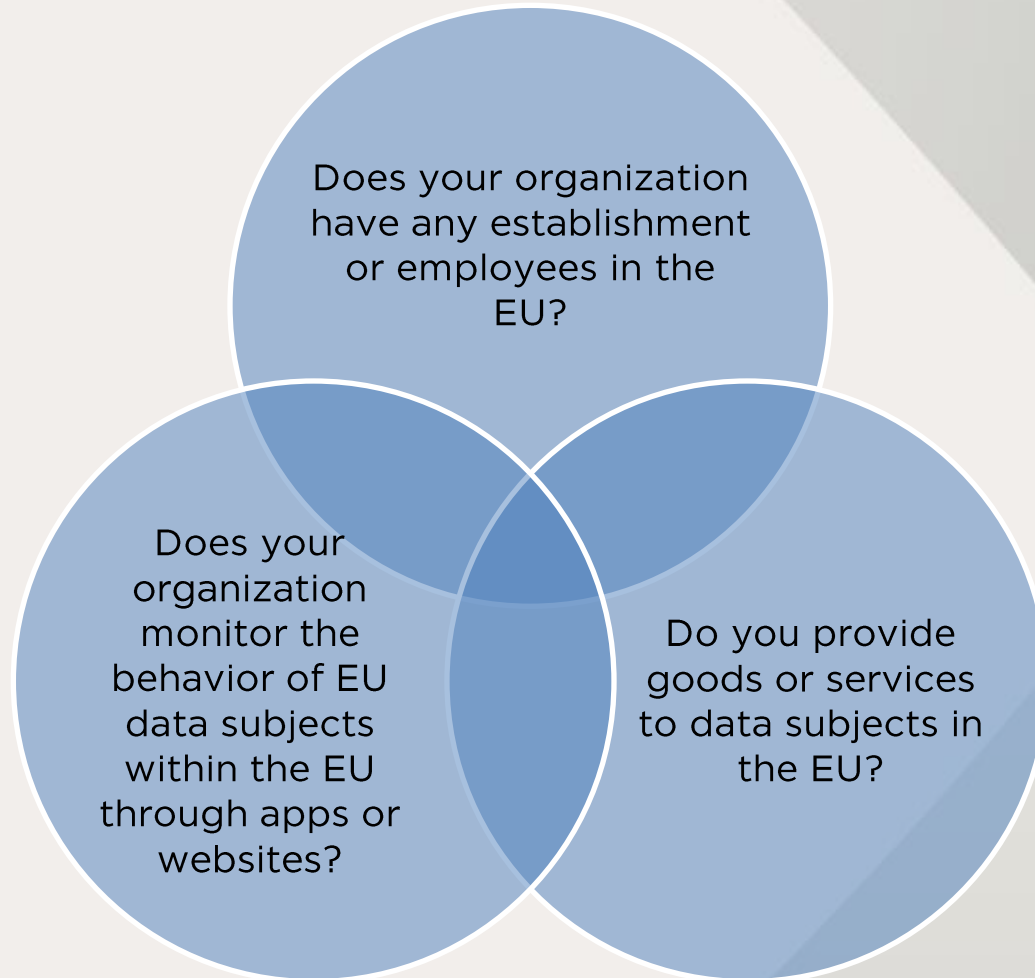 Does your organization
have any establishment
or employees in the
EU?
Does your
organization
monitor the
behavior of EU
data subjects
within the EU
through apps or
websites?
Do you provide
goods or services
to data subjects in
the EU?